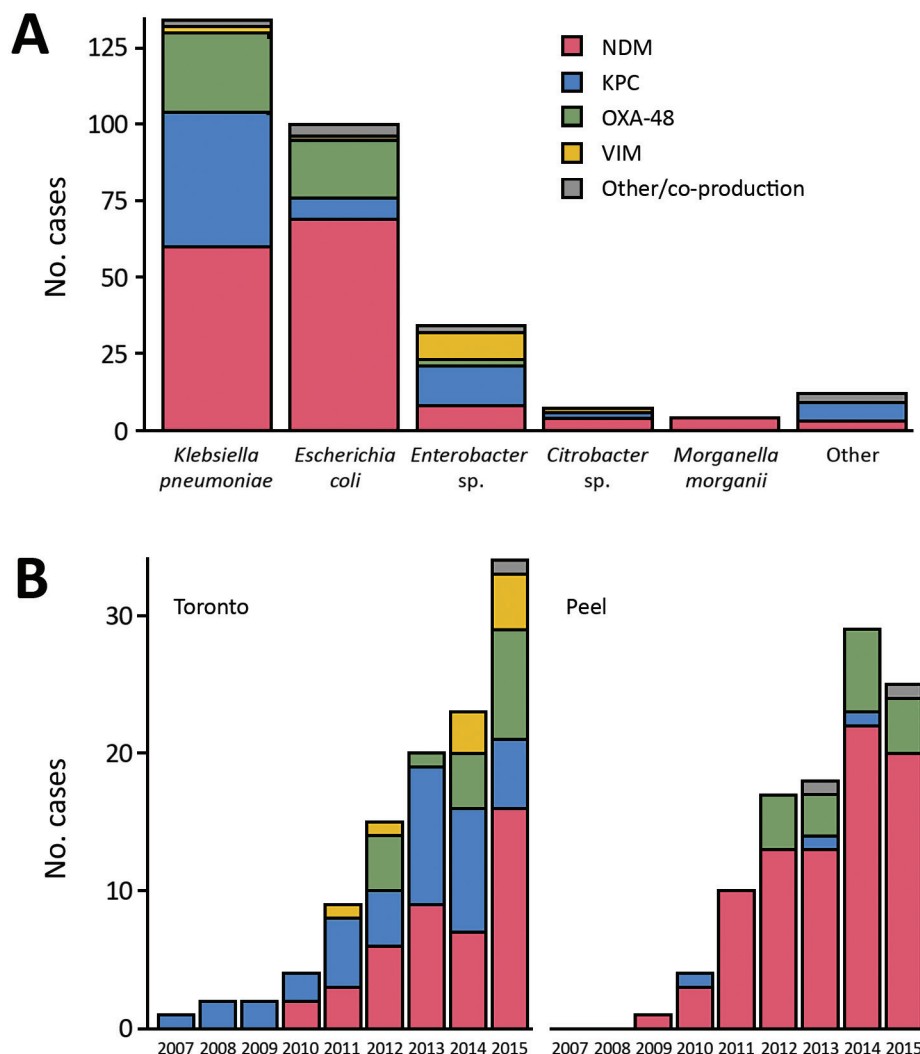 A
NDM
KPC
OXA-48
VIM
Other/co-production
No. cases
125
100
75
50
25
0
Klebsiella Escherichia Enterobacter Citrobacter Morganella Other
pneumoniae coli sp. sp. morganii
B
Toronto Peel
No. cases
30
20
10
0
2007 2008 2009 2010 2011 2012 2013 2014 2015 2007 2008 2009 2010 2011 2012 2013 2014 2015